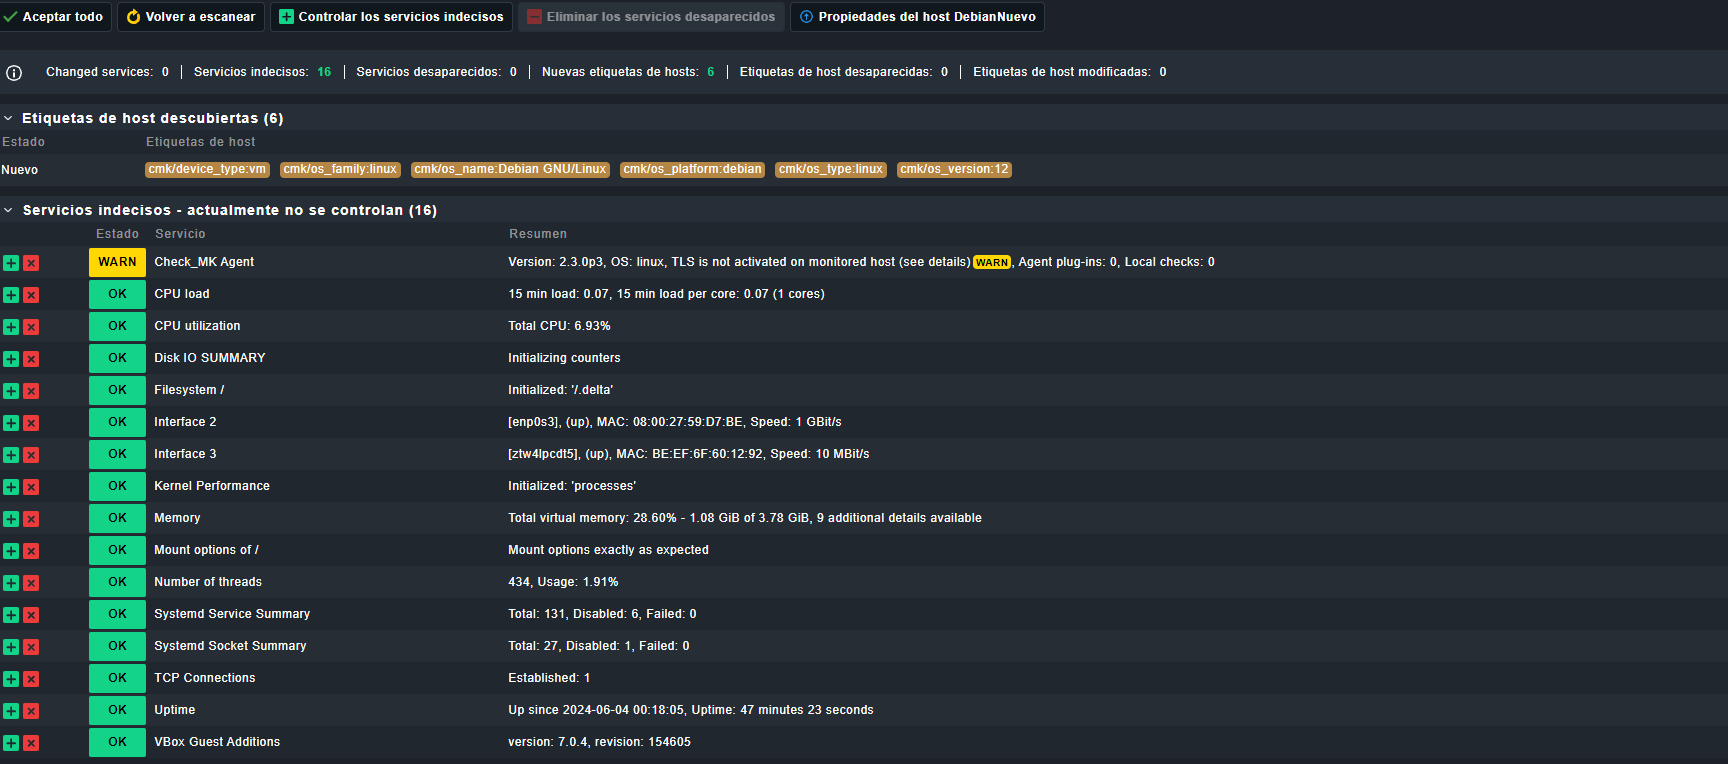 Aceptar todo Volver a escanear Controlar los servicios indecisos Eliminar los servicios desaparecidos Propiedades del host DebianNuevo
Changed services: 0 | Servicios indecisos: 16 | Servicios desaparecidos: 0 | Nuevas etiquetas de hosts: 6 | Etiquetas de host desaparecidas: 0 | Etiquetas de host modificadas: 0
Etiquetas de host descubiertas (6)
Estado Etiquetas de host
Nuevo cmk/device_type:vm cmk/os_family:linux cmk/os_name:Debian GNU/Linux cmk/os_platform:debian cmk/os_type:linux cmk/os_version:12
Servicios indecisos - actualmente no se controlan (16)
Estado Servicio Resumen
WARN Check_MK Agent Version: 2.3.0p3, OS: linux, TLS is not activated on monitored host (see details) WARN, Agent plug-ins: 0, Local checks: 0
OK CPU load 15 min load: 0.07, 15 min load per core: 0.07 (1 cores)
OK CPU utilization Total CPU: 6.93%
OK Disk IO SUMMARY Initializing counters
OK Filesystem / Initialized: '/.delta'
OK Interface 2 [enp0s3], (up), MAC: 08:00:27:59:D7:BE, Speed: 1 GBit/s
OK Interface 3 [ztw4lpcdt5], (up), MAC: BE:EF:6F:60:12:92, Speed: 10 MBit/s
OK Kernel Performance Initialized: 'processes'
OK Memory Total virtual memory: 28.60% - 1.08 GiB of 3.78 GiB, 9 additional details available
OK Mount options of / Mount options exactly as expected
OK Number of threads 434, Usage: 1.91%
OK Systemd Service Summary Total: 131, Disabled: 6, Failed: 0
OK Systemd Socket Summary Total: 27, Disabled: 1, Failed: 0
OK TCP Connections Established: 1
OK Uptime Up since 2024-06-04 00:18:05, Uptime: 47 minutes 23 seconds
OK VBox Guest Additions version: 7.0.4, revision: 154605